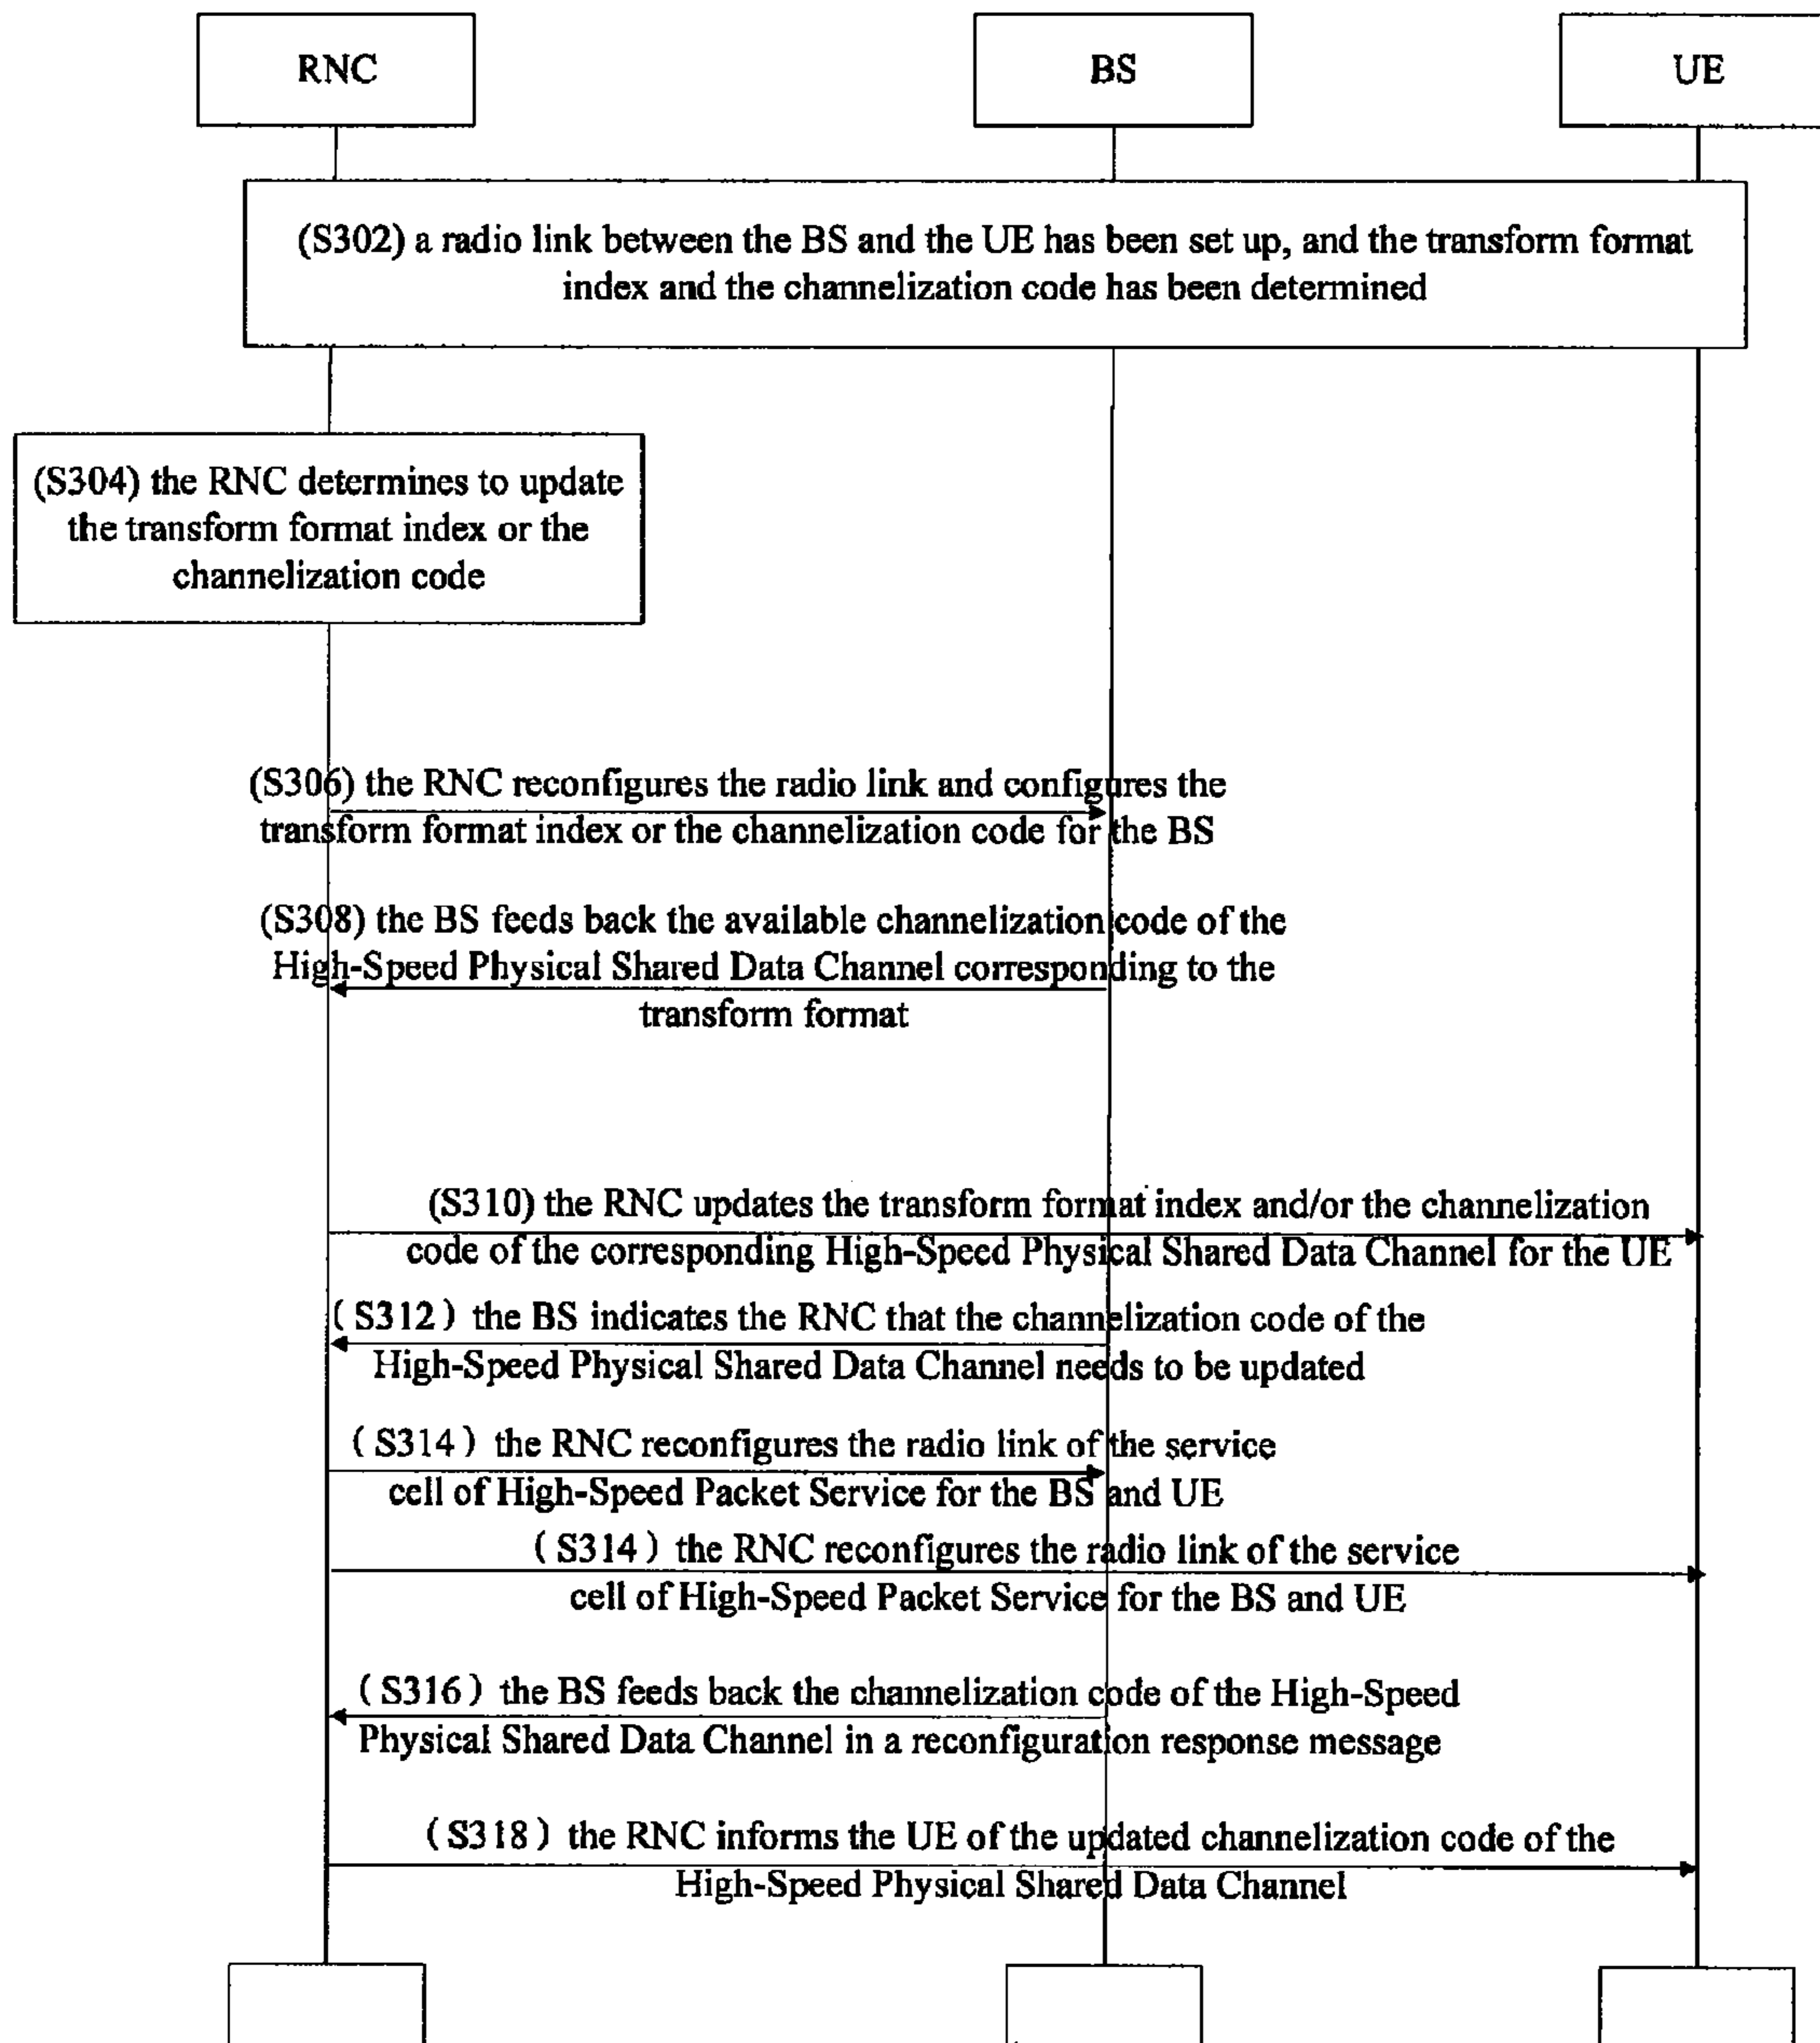 RNC
BS
UE
(S302) a radio link between the BS and the UE has been set up, and the transform format
index and the channelization code has been determined
(S304) the RNC determines to update
the transform format index or the
channelization code
(S306) the RNC reconfigures the radio link and configures the
transform format index or the channelization code for the BS
(S308) the BS feeds back the available channelization code of the
High-Speed Physical Shared Data Channel corresponding to the
transform format
(S310) the RNC updates the transform format index and/or the channelization
code of the corresponding High-Speed Physical Shared Data Channel for the UE
(S312) the BS indicates the RNC that the channelization code of the
High-Speed Physical Shared Data Channel needs to be updated
(S314) the RNC reconfigures the radio link of the service
cell of High-Speed Packet Service for the BS and UE
(S314) the RNC reconfigures the radio link of the service
cell of High-Speed Packet Service for the BS and UE
(S316) the BS feeds back the channelization code of the High-Speed
Physical Shared Data Channel in a reconfiguration response message
(S318) the RNC informs the UE of the updated channelization code of the
High-Speed Physical Shared Data Channel